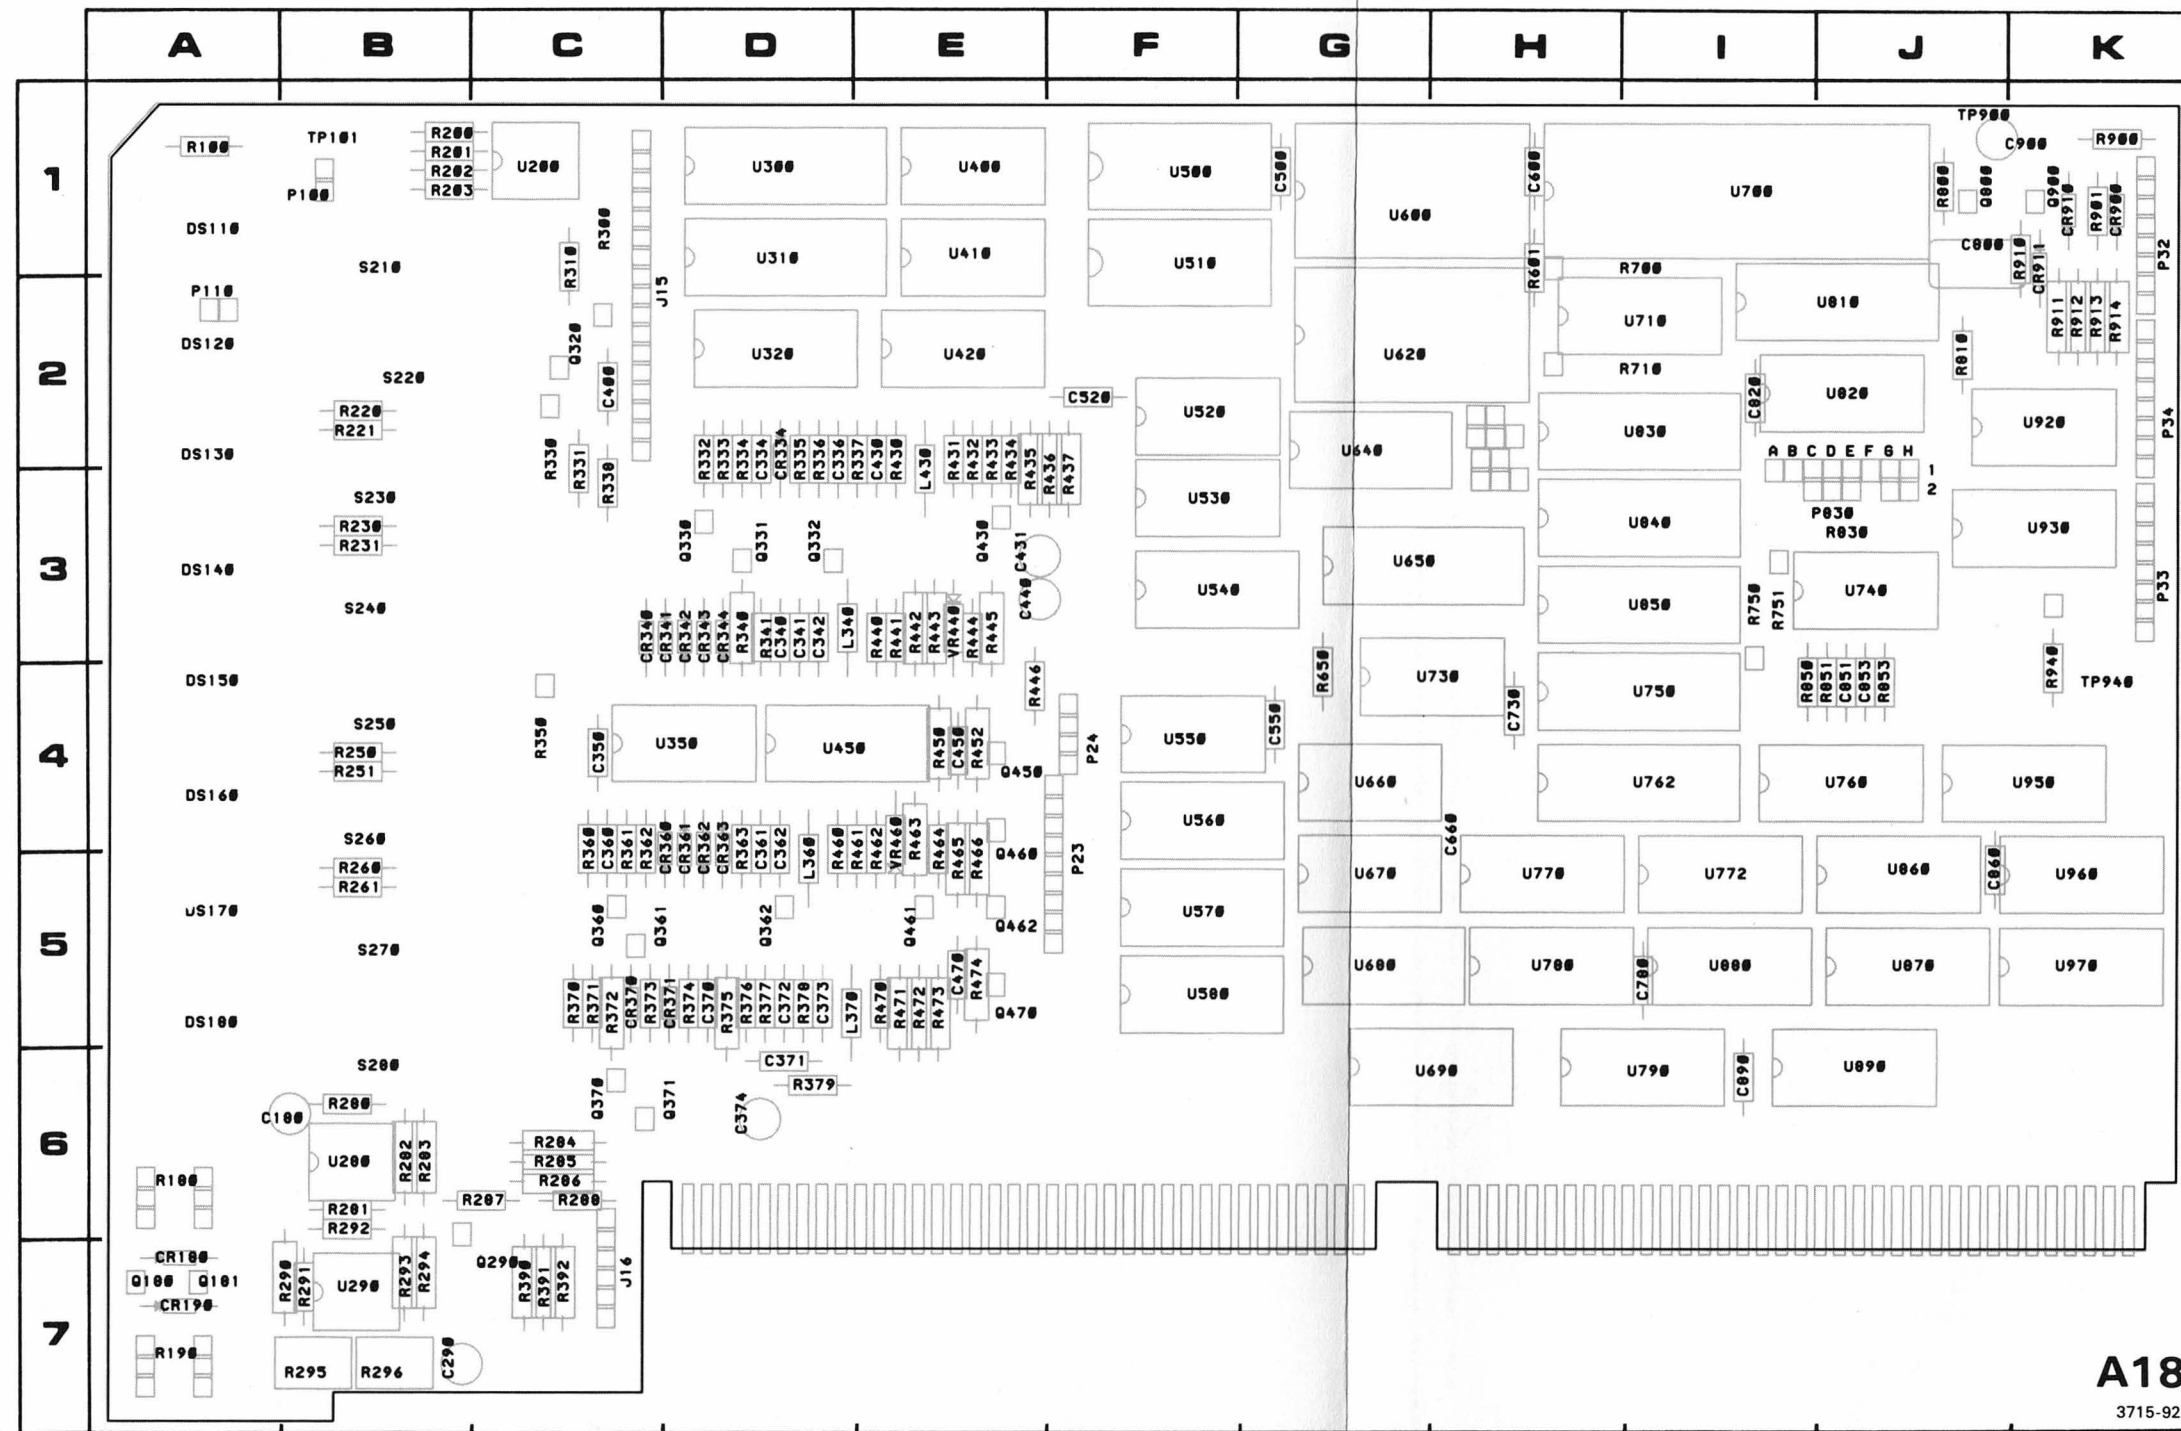 A B C D E F G H I J K
1
R100 TP101 R200 U200 U300 U400 U500 C500 C600 U700 TP900 C900 R900
R201
R202
P100 R203 R800 Q800 Q900 CR910 R901 CR900
DS110 R300 U600
S210 R310 U310 U410 U510 R601 R700 C800 R910 CR911 P32
P110 J15 U810 R911 R912 R913 R914
DS120 Q320 U320 U420 U620 U710 R810
2
S220 C400 C520 U520 R710 C820 U820
R220
R221 U830 U920 P34
DS130 R330 R331 R338 R332 R333 R334 C334 CR334 R335 R336 C336 R337 C430 R430 L430 R431 R432 R433 R434 R435 R436 R437 U640
A B C D E F G H
1
2
S230 U530 P830
R230 Q330 Q331 Q332 Q430 U840 R830 U930
R231 C431
3
DS140 U650
S240 C440 U540 U850 R750 R751 U740 P33
CR340 CR341 CR342 CR343 CR344 R340 R341 C340 C341 C342 L340 R440 R441 R442 R443 VR440 R444 R445
DS150 R446 R650 U730 C730 U750 R850 R851 C851 C853 R853 R940 TP940
S250 R350 C350 U350 U450 R450 C450 R452 P24 U550 C550
4
R250
R251 Q450
DS160 U660 U762 U760 U950
S260 U560 C660
R360 C360 R361 R362 CR360 CR361 CR362 CR363 R363 C361 C362 L360 R460 R461 R462 VR460 R463 R464 R465 R466 Q460 P23
R260
R261 U670 U770 U772 U860 C860 U960
DS170 Q360 Q361 Q362 Q461 Q462 U570
5
S270 C470 R474 U680 U780 C780 U880 U870 U970
R370 R371 R372 CR370 R373 CR371 R374 C370 R375 R376 R377 C372 R378 C373 L370 R470 R471 R472 R473 U580
DS180 Q470
S280 C371 U690 U790 C890 U890
R379
C180 R280 Q370 Q371 C374
6
R284
U280 R282 R283 R285
R180 R286
R287 R288
R281
R292
CR180
Q180 Q181 R290 R291 U290 R293 R294 Q290 R390 R391 R392 J16
CR190
7
R190 R295 R296 C290
A18
3715-92